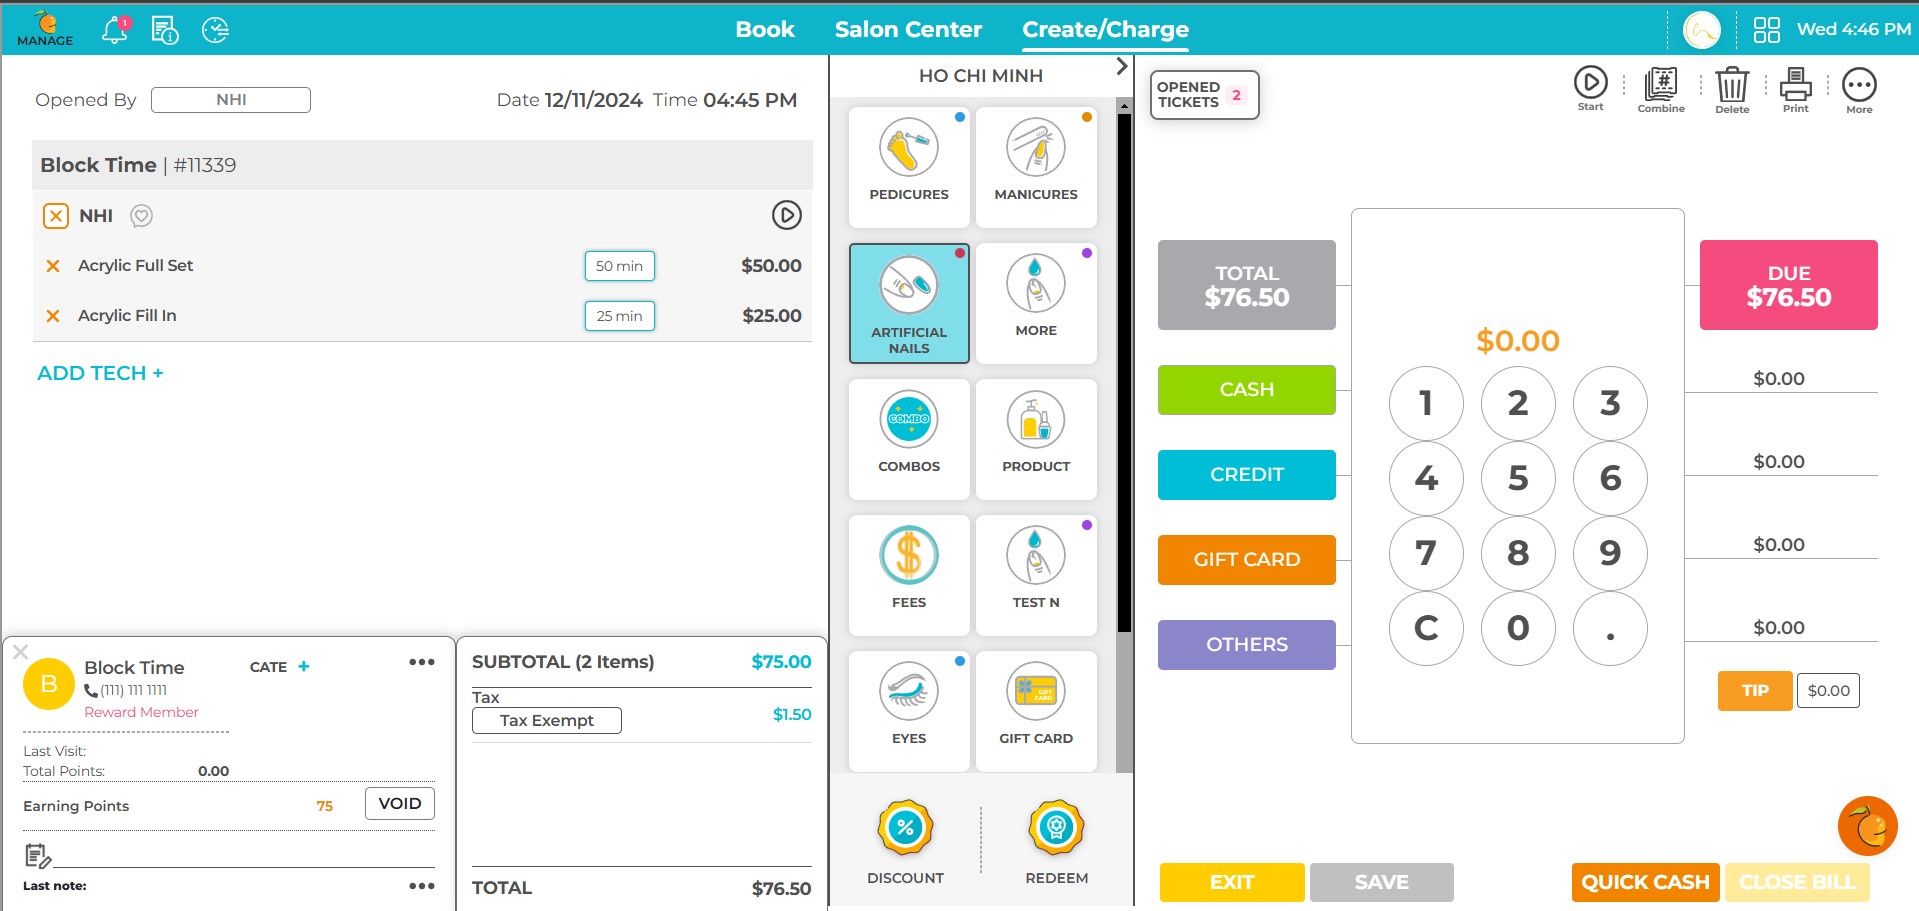 MANAGE
1
Book
Salon Center
Create/Charge
Wed 4:46 PM
Opened By
NHI
Date 12/11/2024 Time 04:45 PM
Block Time | #11339
NHI
Acrylic Full Set
50 min
$50.00
Acrylic Fill In
25 min
$25.00
ADD TECH +
B
Block Time
CATE +
(111) 111 1111
Reward Member
Last Visit:
Total Points:
0.00
Earning Points
75
VOID
Last note:
SUBTOTAL (2 Items)
$75.00
Tax
Tax Exempt
$1.50
TOTAL
$76.50
HO CHI MINH
PEDICURES
MANICURES
ARTIFICIAL
NAILS
MORE
COMBO
COMBOS
PRODUCT
$
FEES
TEST N
EYES
GIFT
CARD
GIFT CARD
%
DISCOUNT
REDEEM
OPENED
TICKETS
2
Start
#
Combine
Delete
Print
More
TOTAL
$76.50
CASH
CREDIT
GIFT CARD
OTHERS
$0.00
1
2
3
4
5
6
7
8
9
C
0
.
DUE
$76.50
$0.00
$0.00
$0.00
$0.00
TIP
$0.00
EXIT
SAVE
QUICK CASH
CLOSE BILL